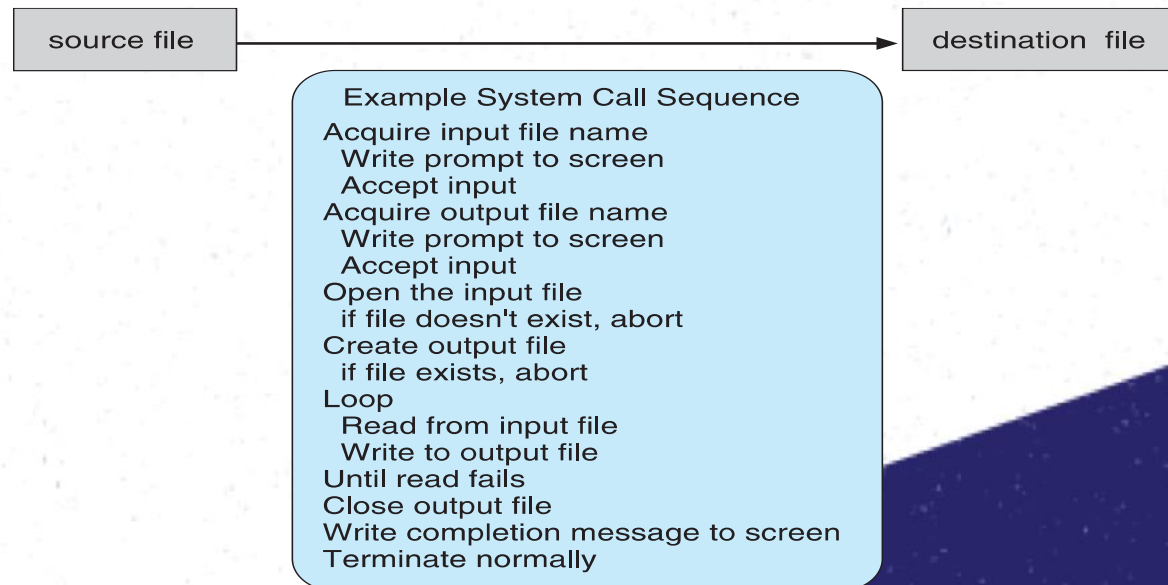 source file
destination file
Example System Call Sequence
Acquire input file name
Write prompt to screen
Accept input
Acquire output file name
Write prompt to screen
Accept input
Open the input file
if file doesn't exist, abort
Create output file
if file exists, abort
Loop
Read from input file
Write to output file
Until read fails
Close output file
Write completion message to screen
Terminate normally